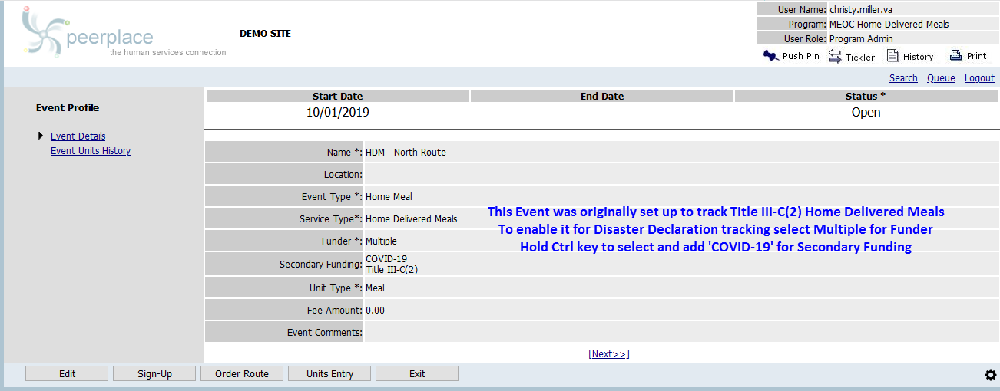 peerplace
the human services connection
DEMO SITE
User Name: christy.miller.va
Program: MEOC-Home Delivered Meals
User Role: Program Admin
Push Pin Tickler History Print
Search Queue Logout
Event Profile
Event Details
Event Units History
Start Date End Date Status *
10/01/2019 Open
Name *: HDM - North Route
Location:
Event Type *: Home Meal
Service Type*: Home Delivered Meals
Funder *: Multiple
Secondary Funding: COVID-19
Title III-C(2)
Unit Type *: Meal
Fee Amount: 0.00
Event Comments:
This Event was originally set up to track Title III-C(2) Home Delivered Meals
To enable it for Disaster Declaration tracking select Multiple for Funder
Hold Ctrl key to select and add 'COVID-19' for Secondary Funding
[Next>>]
Edit Sign-Up Order Route Units Entry Exit